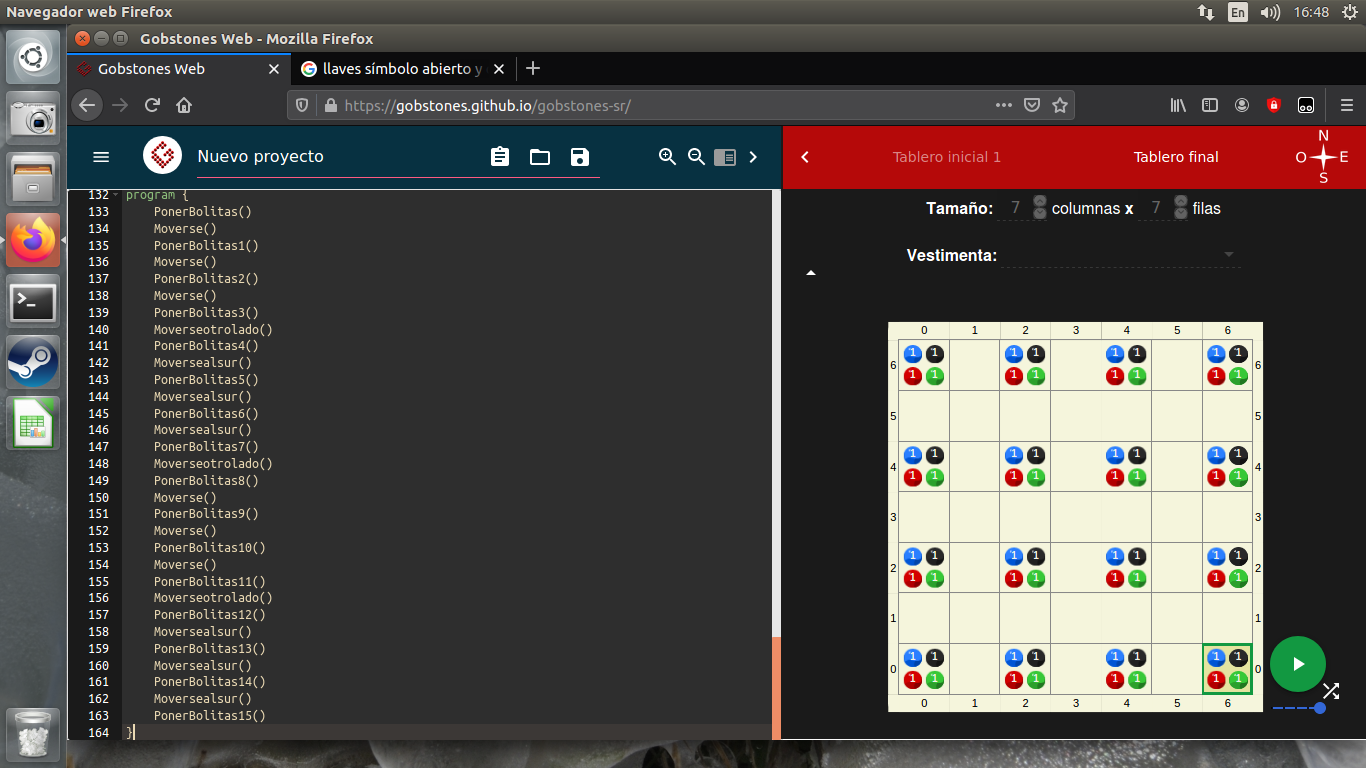 Navegador web Firefox
En
16:48
Gobstones Web - Mozilla Firefox
Gobstones Web
llaves símbolo abierto y
https://gobstones.github.io/gobstones-sr/
Nuevo proyecto
Tablero inicial 1
Tablero final
N
O E
S
132 program {
133 PonerBolitas()
134 Moverse()
135 PonerBolitas1()
136 Moverse()
137 PonerBolitas2()
138 Moverse()
139 PonerBolitas3()
140 Moverseotrolado()
141 PonerBolitas4()
142 Moversealsur()
143 PonerBolitas5()
144 Moversealsur()
145 PonerBolitas6()
146 Moversealsur()
147 PonerBolitas7()
148 Moverseotrolado()
149 PonerBolitas8()
150 Moverse()
151 PonerBolitas9()
152 Moverse()
153 PonerBolitas10()
154 Moverse()
155 PonerBolitas11()
156 Moverseotrolado()
157 PonerBolitas12()
158 Moversealsur()
159 PonerBolitas13()
160 Moversealsur()
161 PonerBolitas14()
162 Moversealsur()
163 PonerBolitas15()
164 }
Tamaño: 7 columnas x 7 filas
Vestimenta:
0 1 2 3 4 5 6
1 1 1 1 1 1 1 1
6 6
1 1 1 1 1 1 1 1
5 5
1 1 1 1 1 1 1 1
4 4
1 1 1 1 1 1 1 1
3 3
1 1 1 1 1 1 1 1
2 2
1 1 1 1 1 1 1 1
1 1
1 1 1 1 1 1 1 1
0 0
1 1 1 1 1 1 1 1
0 1 2 3 4 5 6